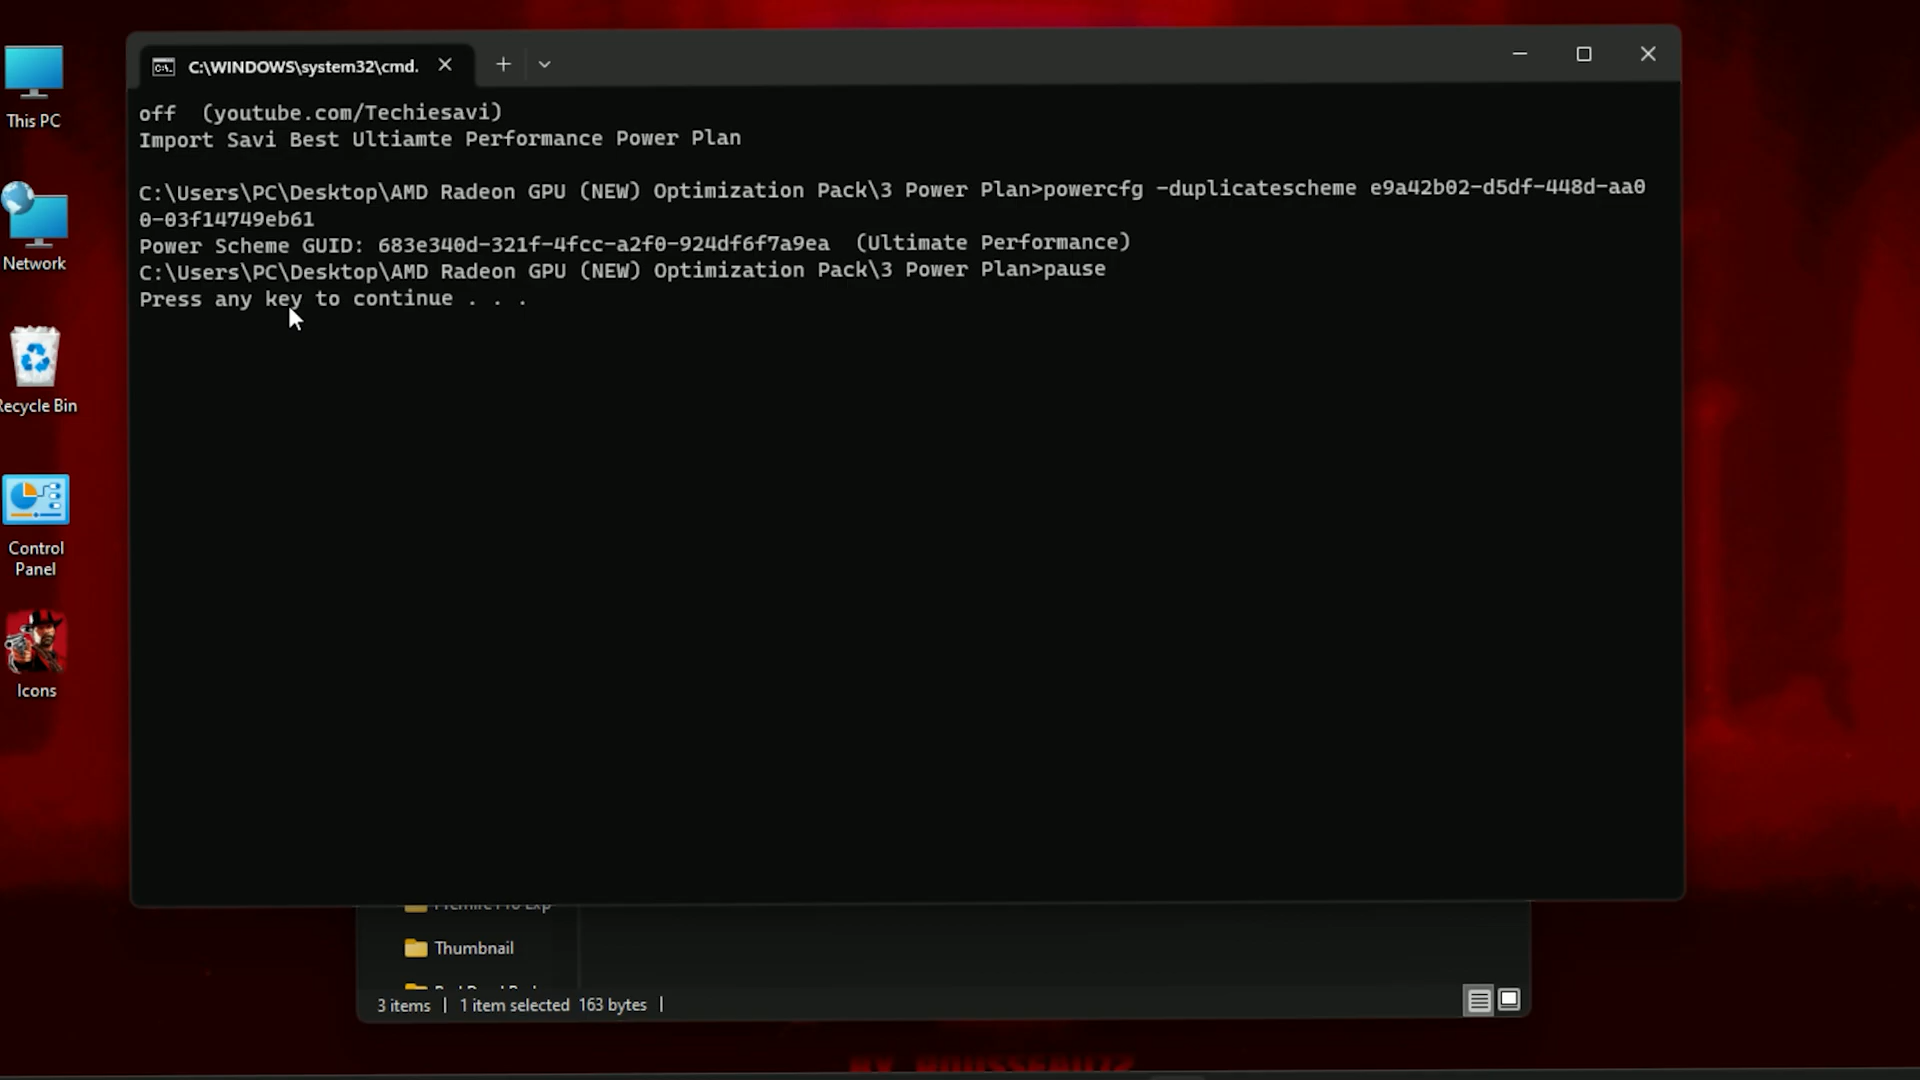 C:\WINDOWS\system32\cmd.
off (youtube.com/Techiesavi)
Import Savi Best Ultiamte Performance Power Plan
C:\Users\PC\Desktop\AMD Radeon GPU (NEW) Optimization Pack\3 Power Plan>powercfg -duplicatescheme e9a42b02-d5df-448d-aa0
0-03f14749eb61
Power Scheme GUID: 683e340d-321f-4fcc-a2f0-924df6f7a9ea (Ultimate Performance)
C:\Users\PC\Desktop\AMD Radeon GPU (NEW) Optimization Pack\3 Power Plan>pause
Press any key to continue . . .
This PC
Network
Recycle Bin
Control
Panel
Icons
Thumbnail
3 items | 1 item selected 163 bytes |